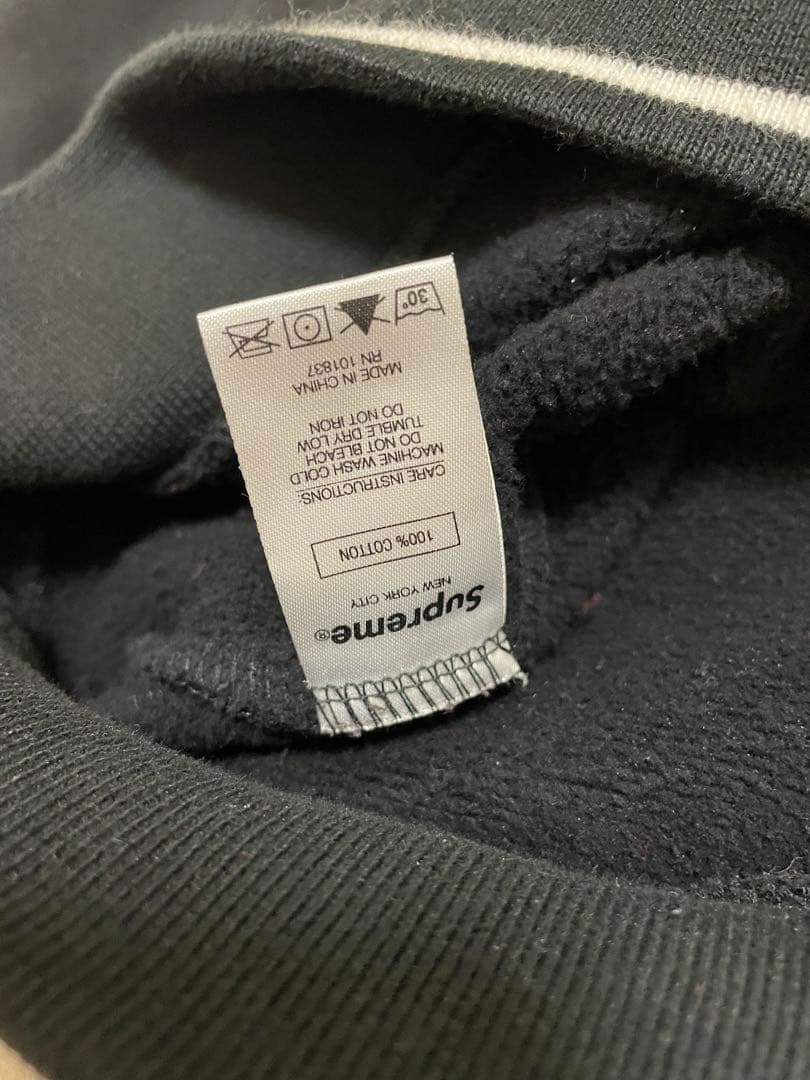 Supreme®
NEW YORK CITY
100% COTTON
CARE INSTRUCTIONS:
MACHINE WASH COLD
DO NOT BLEACH
TUMBLE DRY LOW
DO NOT IRON
MADE IN CHINA
RN 101837
30°